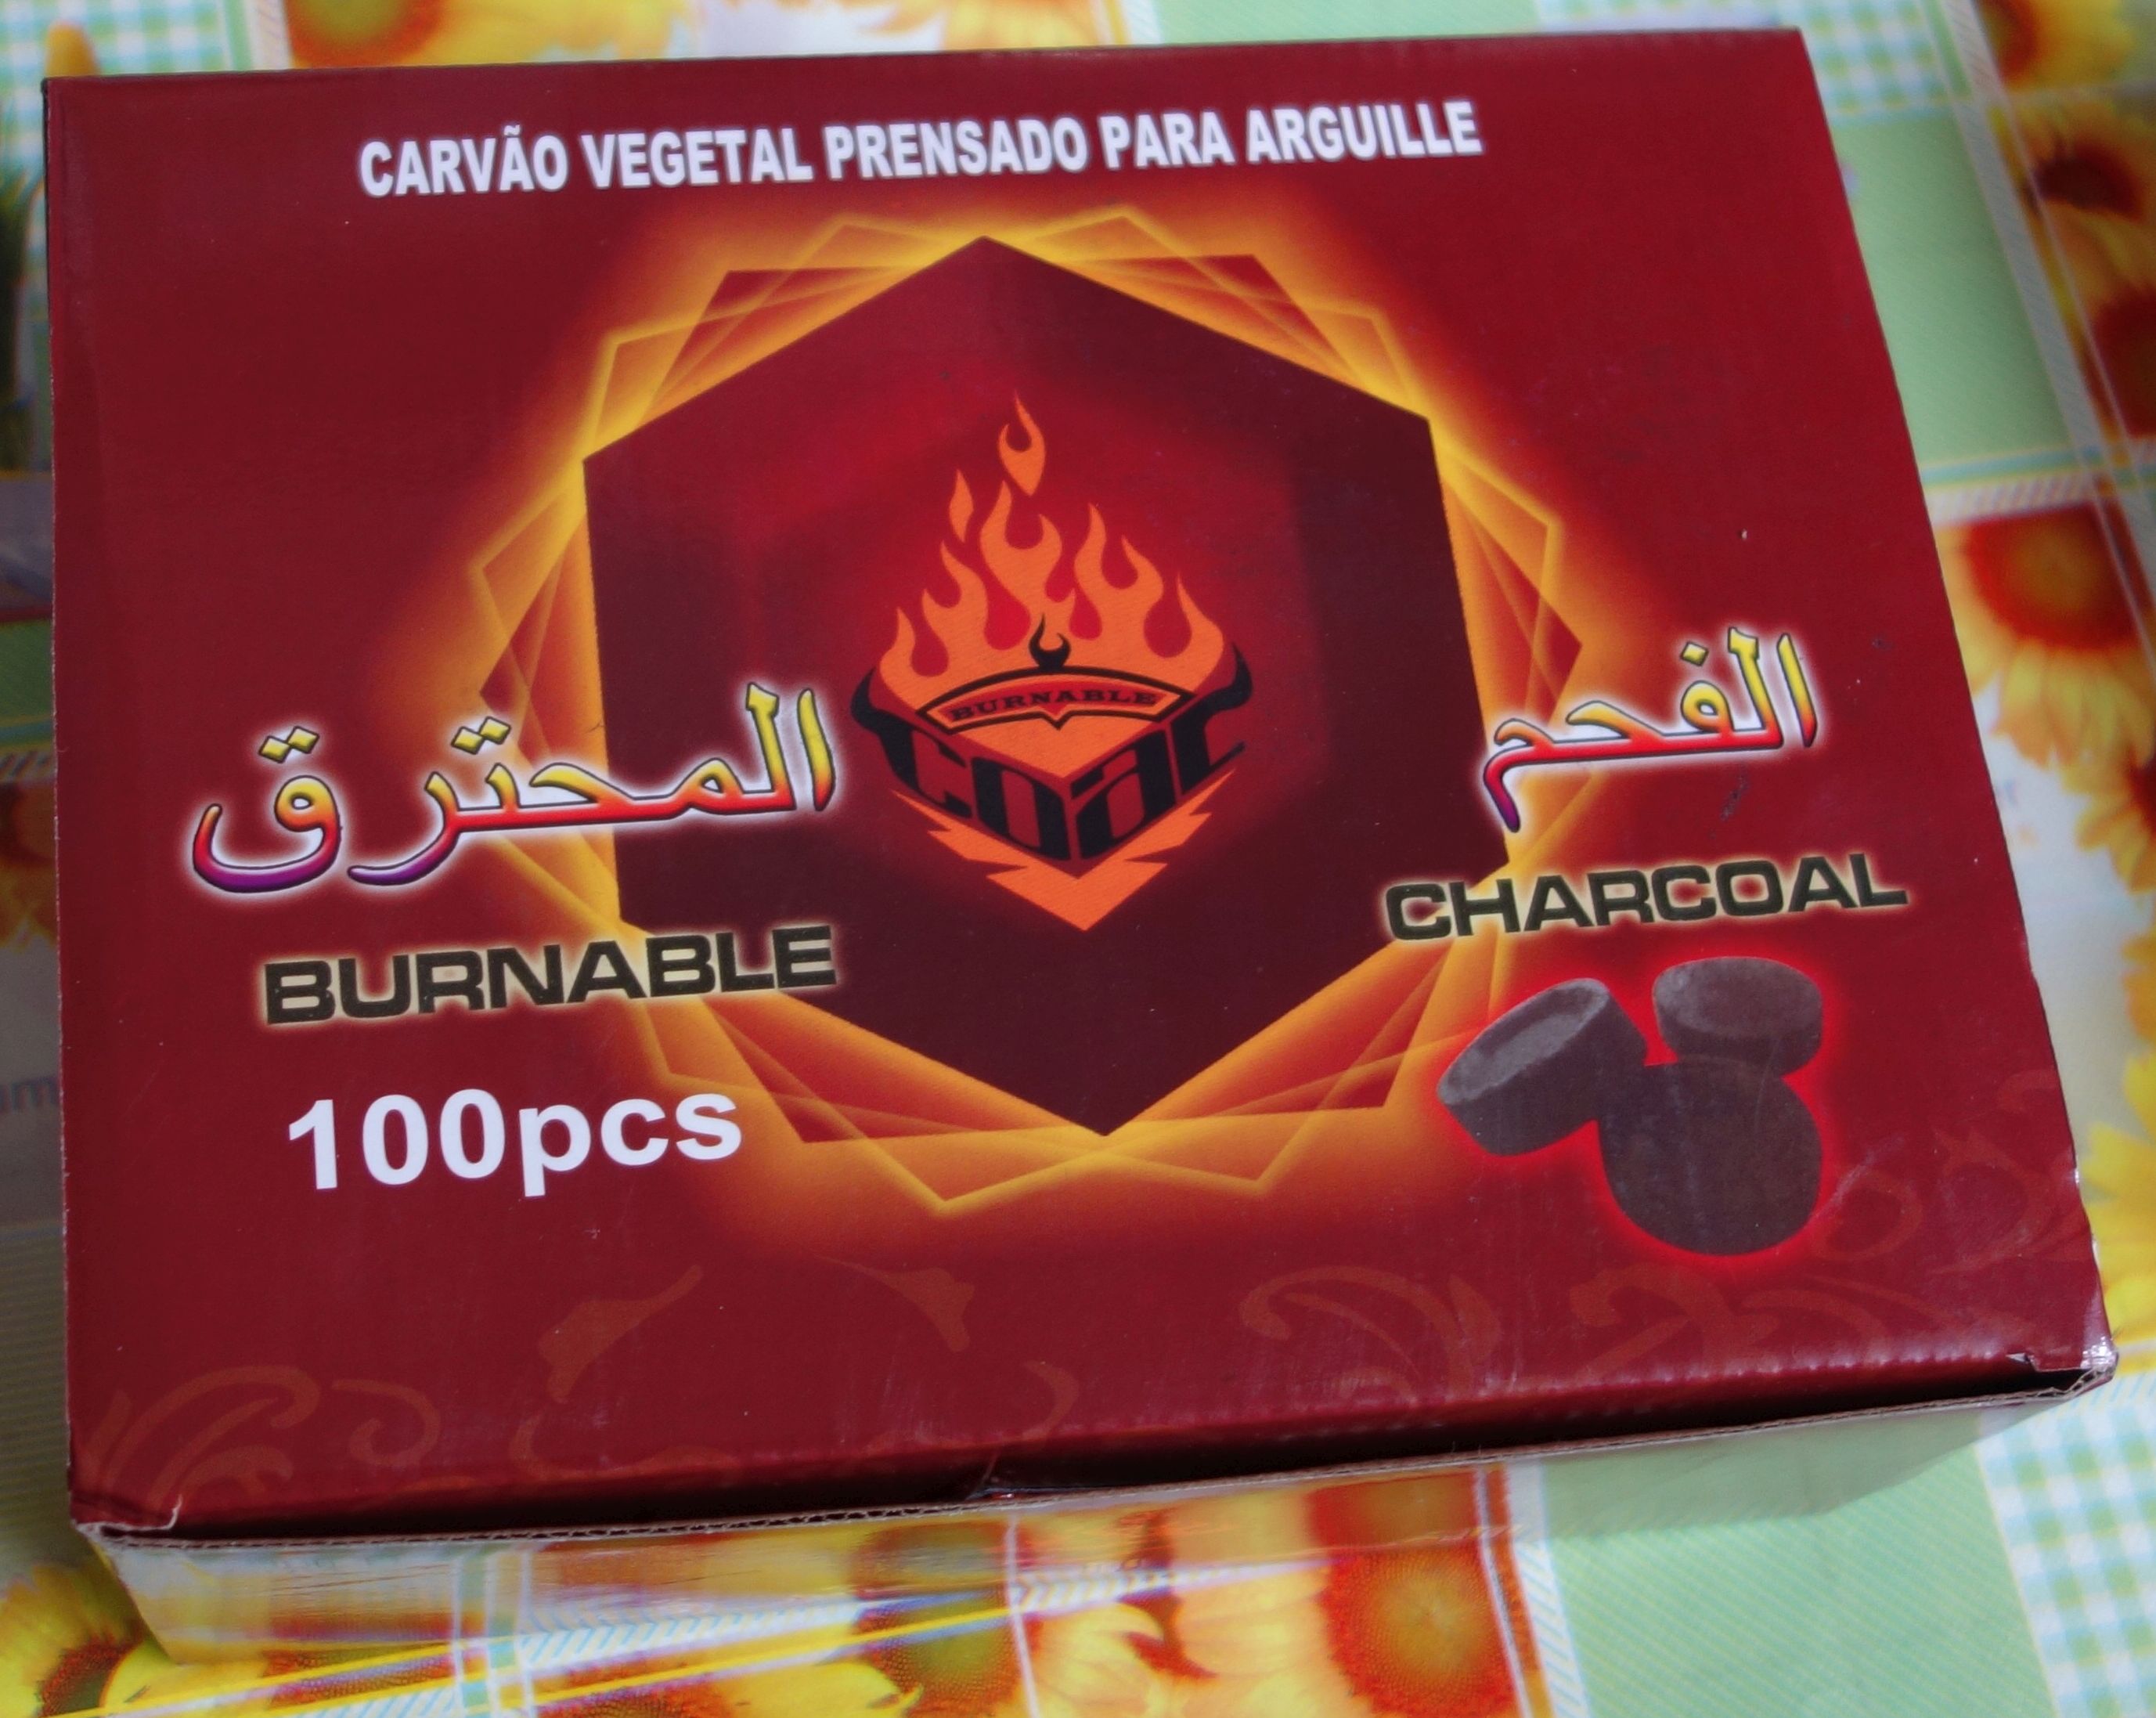 CARVÃO VEGETAL PRENSADO PARA ARGUILLE
BURNABLE
COAL
المحترق
الفحم
BURNABLE
CHARCOAL
100pcs